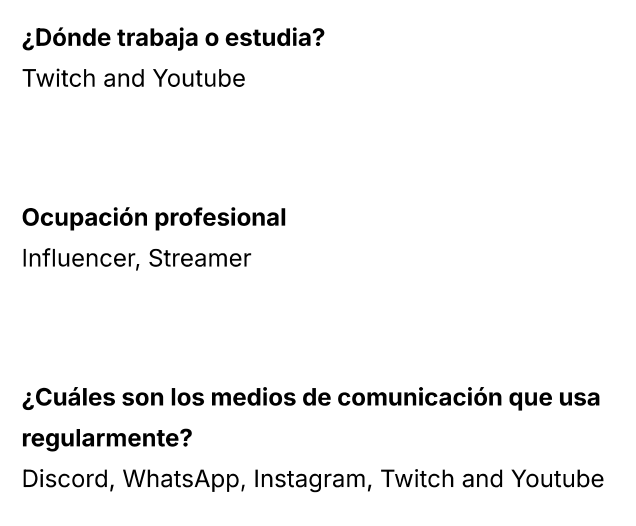 ¿Dónde trabaja o estudia?
Twitch and Youtube
Ocupación profesional
Influencer, Streamer
¿Cuáles son los medios de comunicación que usa
regularmente?
Discord, WhatsApp, Instagram, Twitch and Youtube